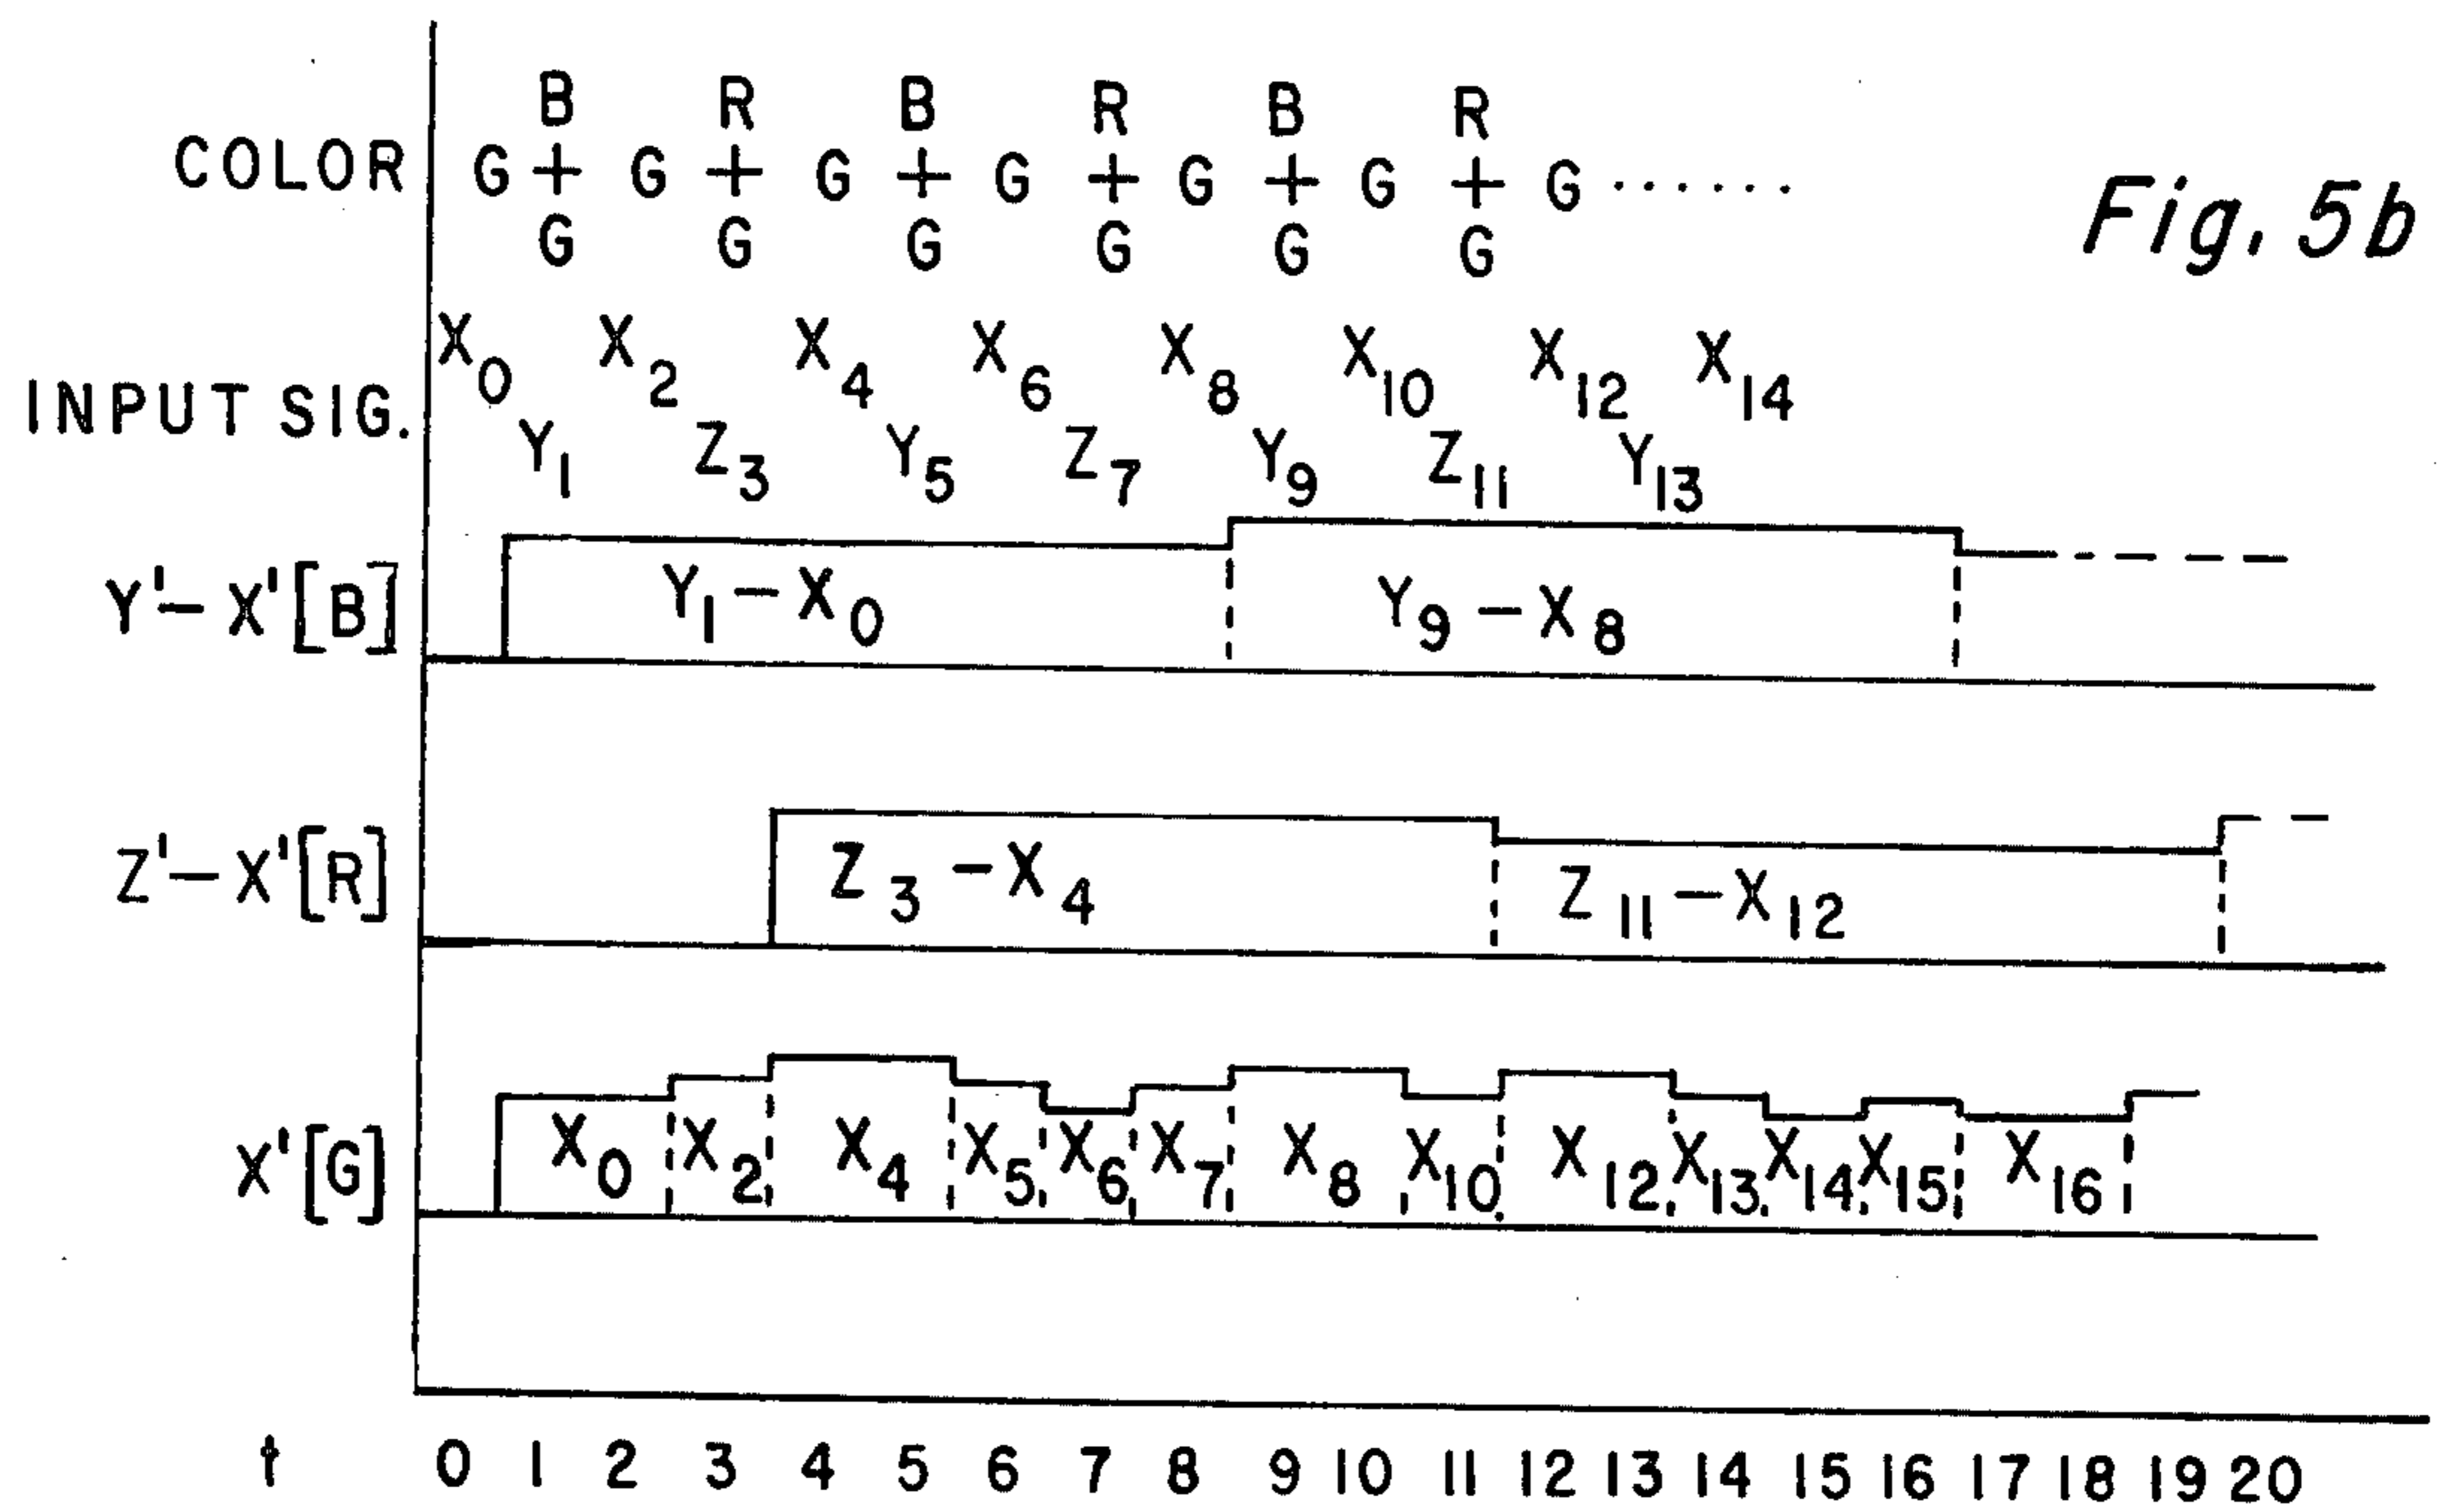 B R B R B R
COLOR G + G + G + G + G + G + G ······
G G G G G G
Fig. 5b
X0 X2 X4 X6 X8 X10 X12 X14
INPUT SIG.
Y1 Z3 Y5 Z7 Y9 Z11 Y13
Y'–X'[B] Y1–X0 Y9–X8
Z'–X'[R] Z3–X4 Z11–X12
X'[G] X0 X2 X4 X5 X6 X7 X8 X10 X12 X13 X14 X15 X16
t 0 1 2 3 4 5 6 7 8 9 10 11 12 13 14 15 16 17 18 19 20